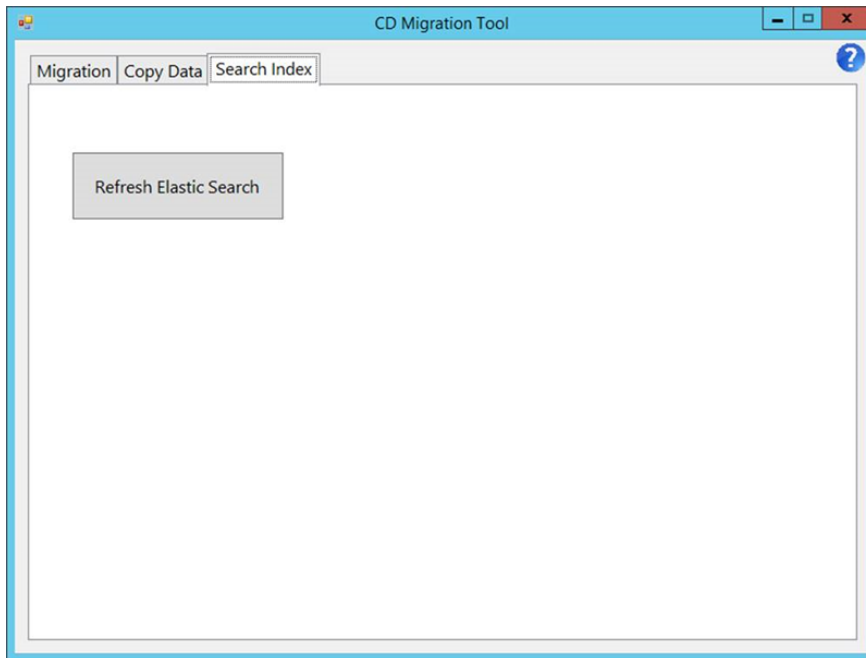 CD Migration Tool
Migration Copy Data Search Index
?
Refresh Elastic Search